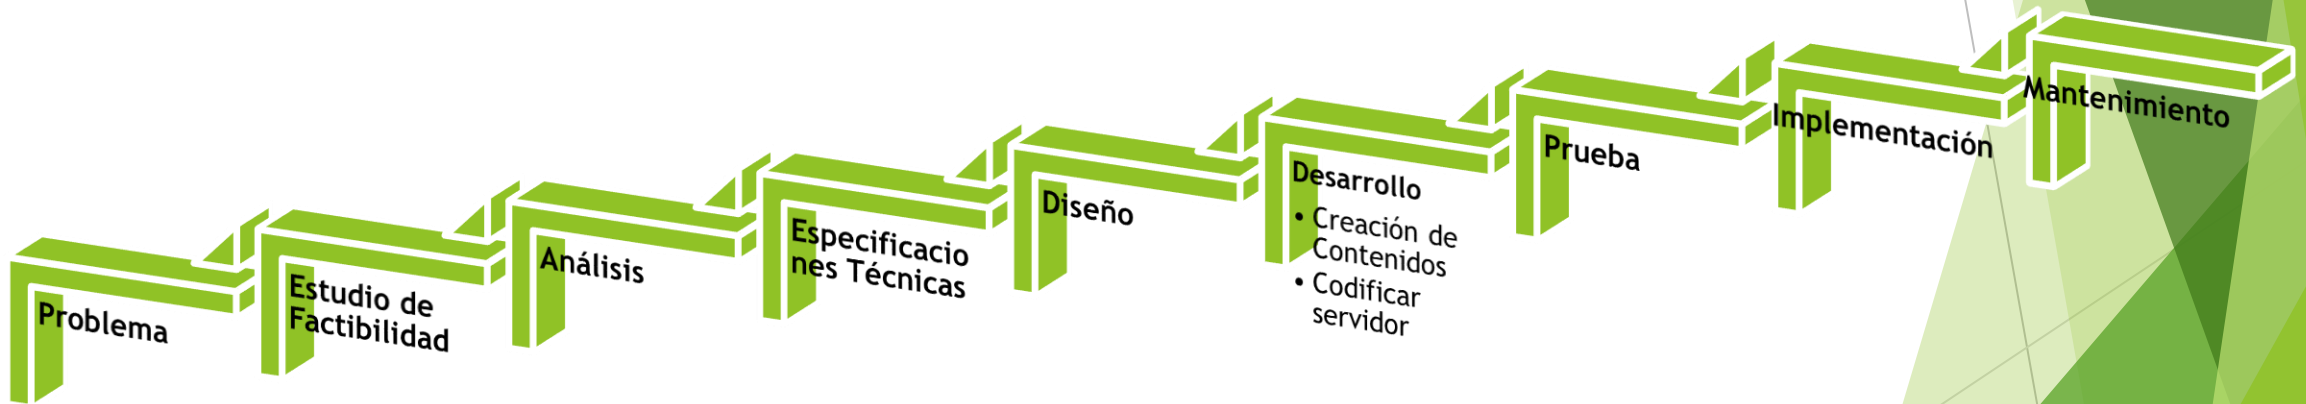 Problema
Estudio de
Factibilidad
Análisis
Especificacio
nes Técnicas
Diseño
Desarrollo
• Creación de
Contenidos
• Codificar
servidor
Prueba
Implementación
Mantenimiento